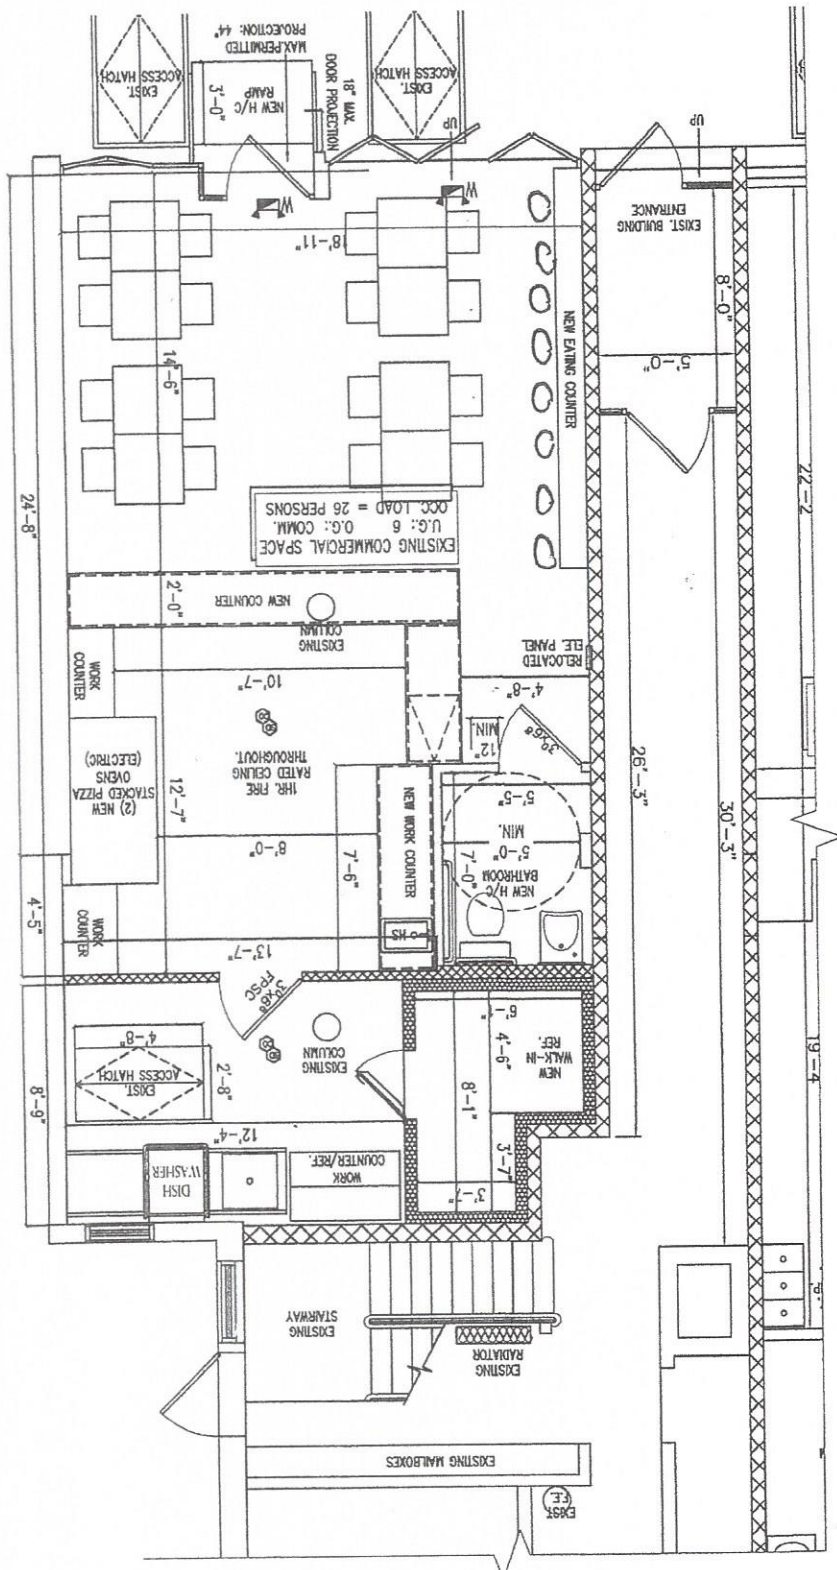 EXIST.
ACCESS HATCH
MAX.PERMITTED
PROJECTION: 44"
NEW H/C
RAMP
3'-0"
18" MAX.
DOOR PROJECTION
EXIST.
ACCESS HATCH
UP
UP
W
W
EXIST. BUILDING
ENTRANCE
8'-0"
5'-0"
18'-11"
14'-6"
NEW EATING COUNTER
22'-2
24'-8"
EXISTING COMMERCIAL SPACE
U.G.: 6 O.G.: COMM.
OCC. LOAD = 26 PERSONS
NEW COUNTER
2'-0"
EXISTING
COLUMN
RELOCATED
ELE. PANEL
WORK
COUNTER
10'-7"
4'-8"
12"
MIN.
30x68
1HR. FIRE
RATED CEILING
THROUGHOUT.
(2) NEW
STACKED PIZZA
OVENS
(ELECTRIC)
12'-7"
26'-3"
30'-3"
5'-5"
MIN.
5'-0"
8'-0"
7'-6"
NEW WORK COUNTER
7'-0"
NEW H/C
BATHROOM
4'-5"
WORK
COUNTER
HS
13'-7"
30x68
FPSC
6'-1"
4'-6"
NEW
WALK-IN
REF.
8'-1"
EXISTING
COLUMN
4'-8"
2'-8"
EXIST.
ACCESS HATCH
19'-4
8'-9"
12'-4"
3'-7"
3'-7"
DISH
WASHER
WORK
COUNTER/REF.
EXISTING
STAIRWAY
EXISTING
RADIATOR
EXISTING MAILBOXES
EXIST.
F.E.